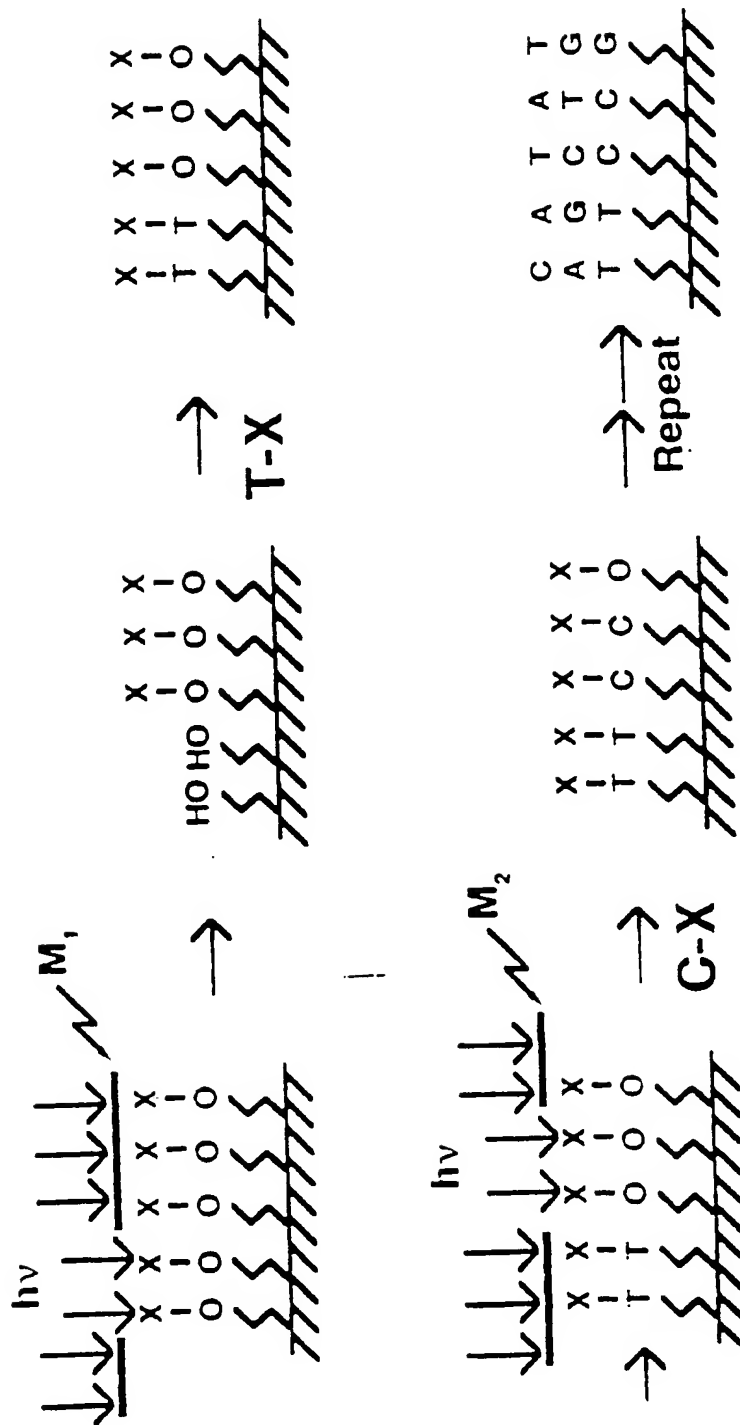 hν
M₁
X X X X X
O O O O O
X X X
HO HO O O O
T-X
X X X X X
T T O O O
hν
M₂
X X X X X
T T O O O
C-X
X X X X X
T T C C O
Repeat
C A T A T
A G C T G
T T C C G